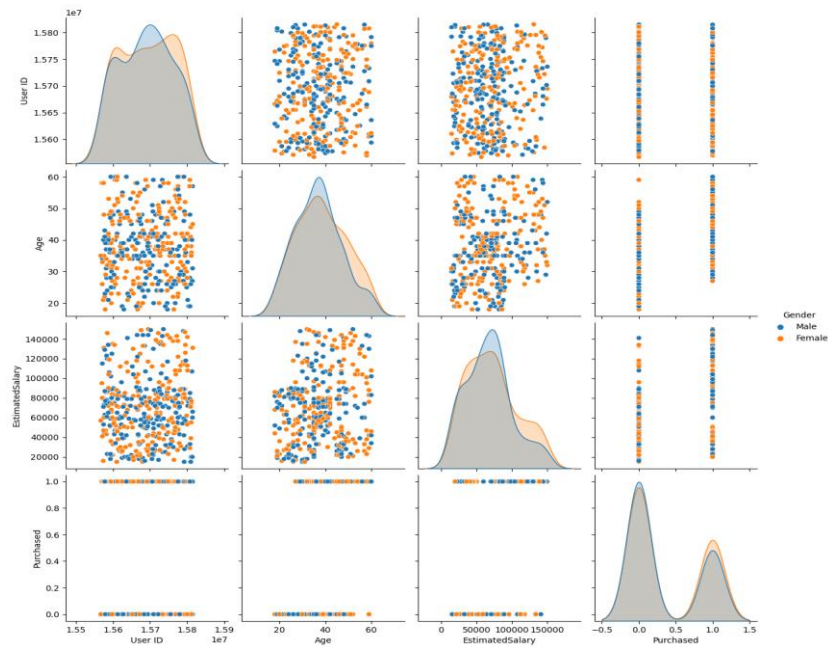 1e7
1.580
1.575
1.570
1.565
1.560
User ID
60
50
40
30
20
Age
Gender
Male
Female
140000
120000
100000
80000
60000
40000
20000
EstimatedSalary
1.0
0.8
0.6
0.4
0.2
0.0
Purchased
1.55 1.56 1.57 1.58 1.59
User ID 1e7
20 40 60
Age
0 50000 100000 150000
EstimatedSalary
−0.5 0.0 0.5 1.0 1.5
Purchased